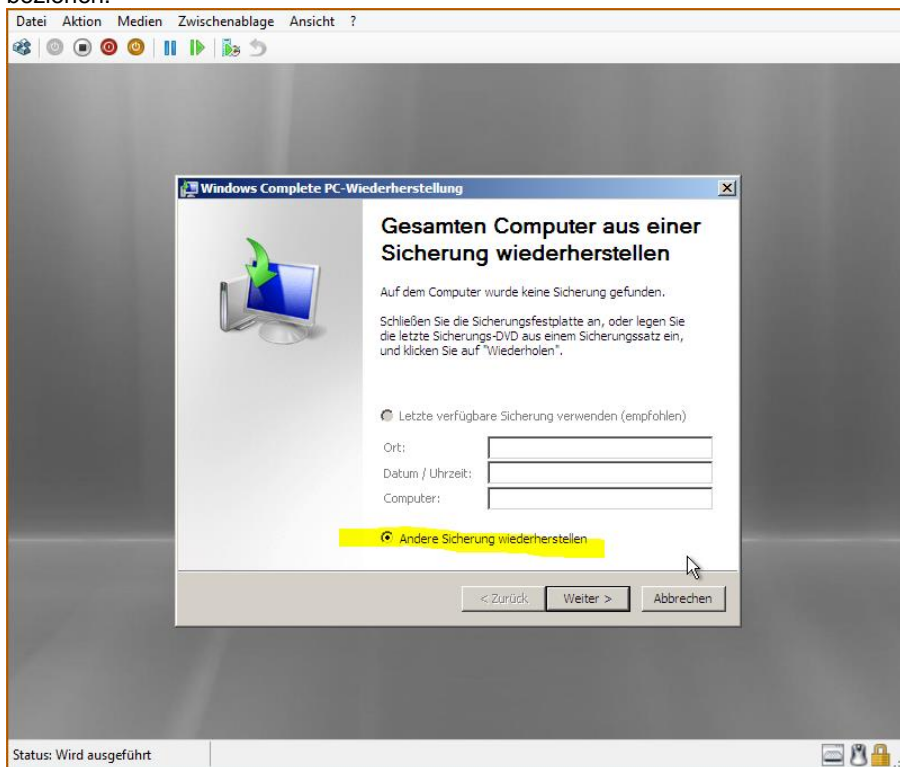 beziehen.
Datei Aktion Medien Zwischenablage Ansicht ?
Windows Complete PC-Wiederherstellung
Gesamten Computer aus einer
Sicherung wiederherstellen
Auf dem Computer wurde keine Sicherung gefunden.
Schließen Sie die Sicherungsfestplatte an, oder legen Sie
die letzte Sicherungs-DVD aus einem Sicherungssatz ein,
und klicken Sie auf "Wiederholen".
Letzte verfügbare Sicherung verwenden (empfohlen)
Ort:
Datum / Uhrzeit:
Computer:
Andere Sicherung wiederherstellen
< Zurück Weiter > Abbrechen
Status: Wird ausgeführt